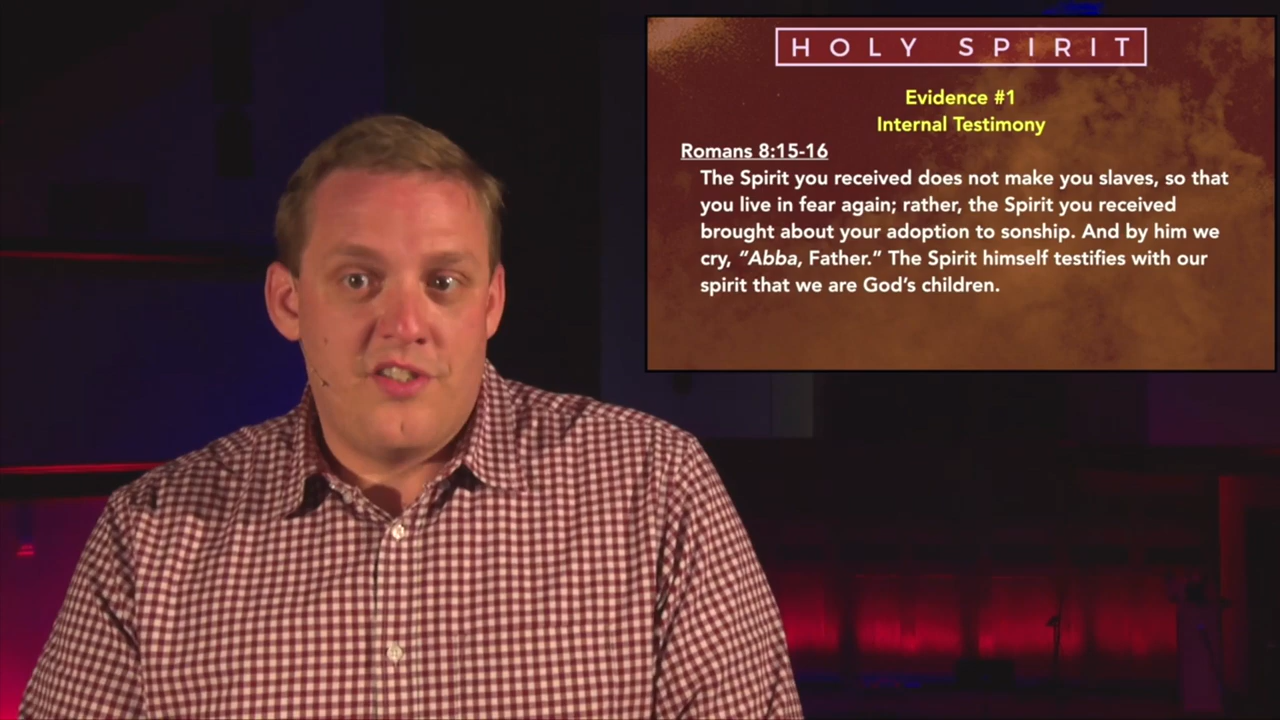 HOLY SPIRIT
Evidence #1
Internal Testimony
Romans 8:15-16
The Spirit you received does not make you slaves, so that
you live in fear again; rather, the Spirit you received
brought about your adoption to sonship. And by him we
cry, “Abba, Father.” The Spirit himself testifies with our
spirit that we are God’s children.